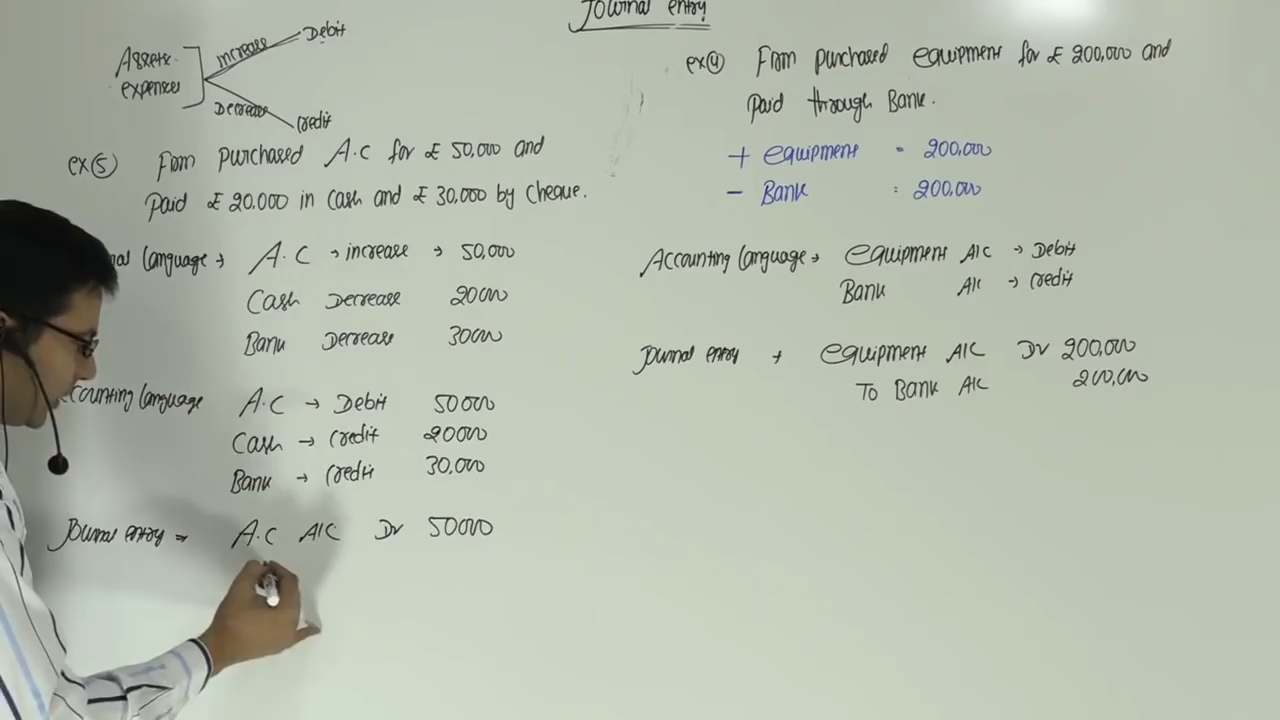 Journal entry
Assets
expenses
increase
Debit
Decrease
credit
ex⑤ Firm purchased A.C for £ 50,000 and
Paid £ 20,000 in cash and £ 30,000 by cheque.
language → A.C → increase → 50,000
Cash Decrease 20000
Bank Decrease 30000
counting language A.C → Debit 50000
Cash → credit 20000
Bank → credit 30,000
Journal entry → A.C A/C Dr 50000
ex④ Firm purchased equipment for £ 200,000 and
Paid through Bank.
+ equipment = 200,000
- Bank : 200,000
Accounting language → equipment A/C → Debit
Bank A/C → credit
Journal entry → equipment A/C Dr 200,000
To Bank A/C 200,000